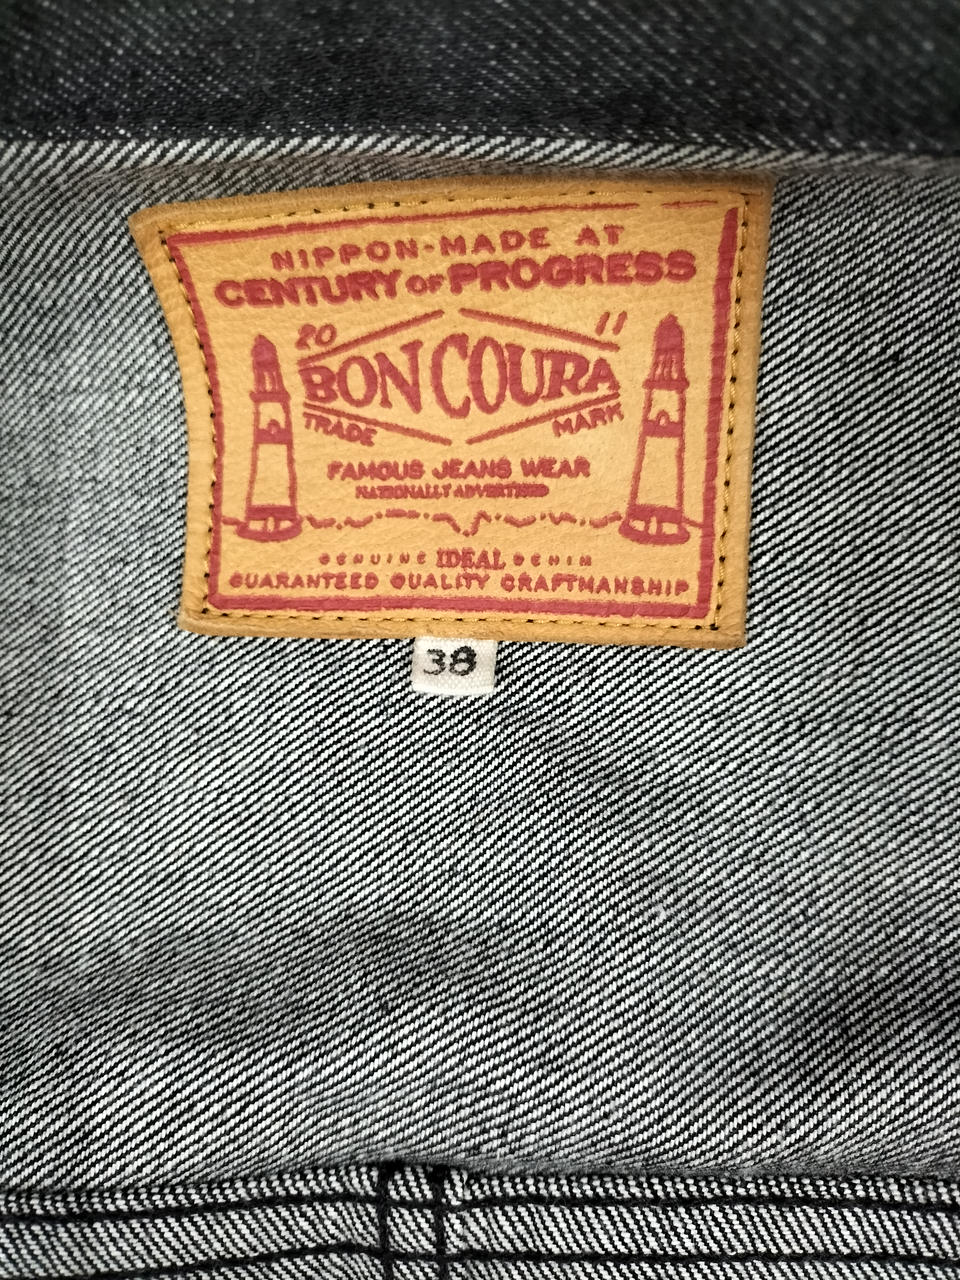 NIPPON-MADE AT
CENTURY OF PROGRESS
20 11
BON COURA
TRADE MARK
FAMOUS JEANS WEAR
NATIONALLY ADVERTISED
GENUINE IDEAL DENIM
GUARANTEED QUALITY CRAFTMANSHIP
38